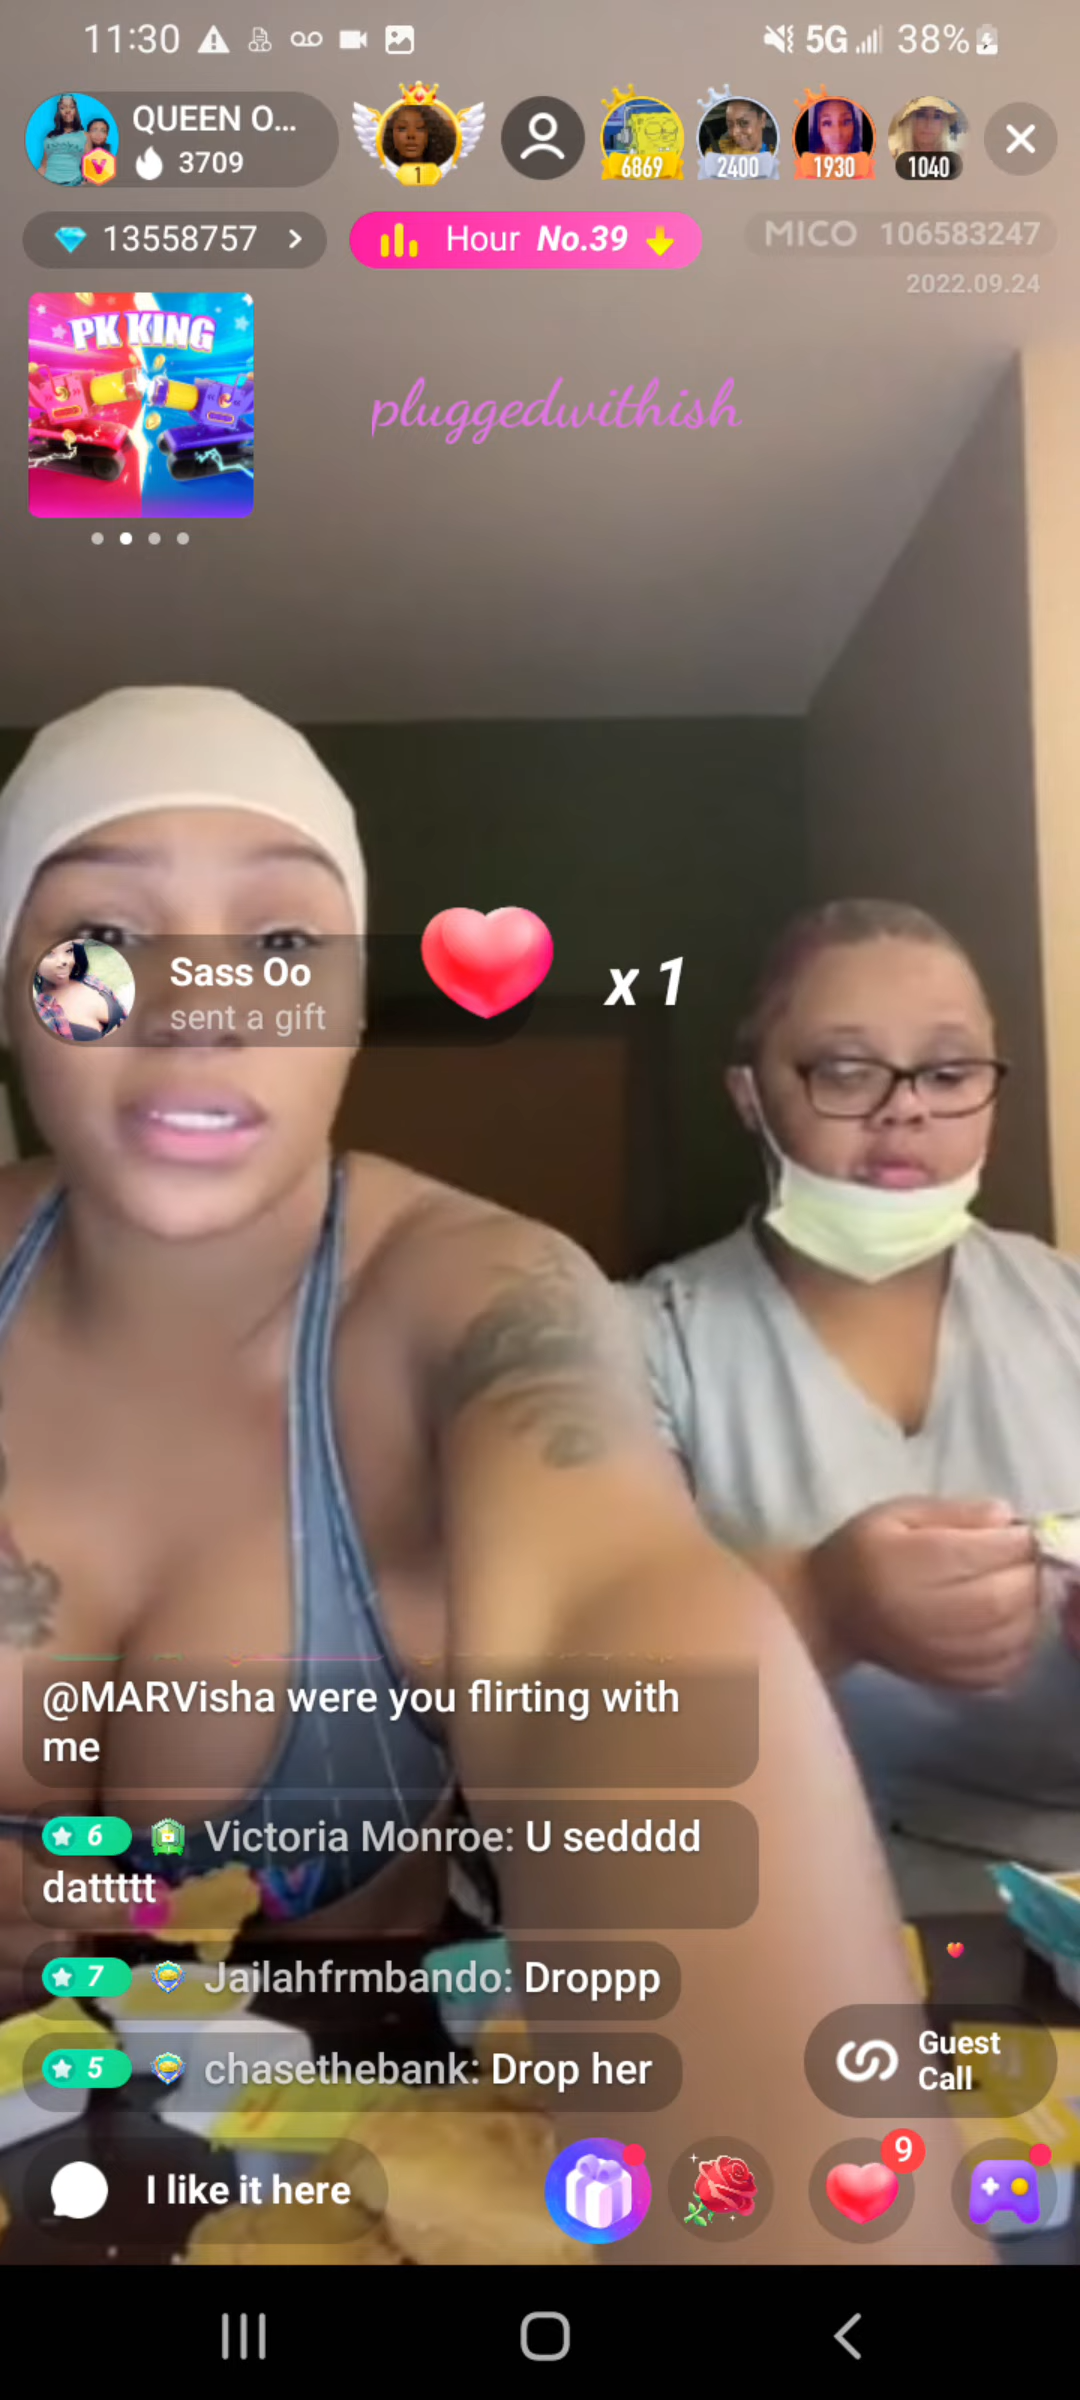 11:30
5G 38%
QUEEN O...
3709
1
6869
2400
1930
1040
13558757
Hour No.39
MICO 106583247
2022.09.24
PK KING
pluggedwithish
Sass Oo
sent a gift
x 1
@MARVisha were you flirting with
me
6 Victoria Monroe: U sedddd
dattttt
7 Jailahfrmbando: Droppp
5 chasethebank: Drop her
Guest
Call
I like it here
9